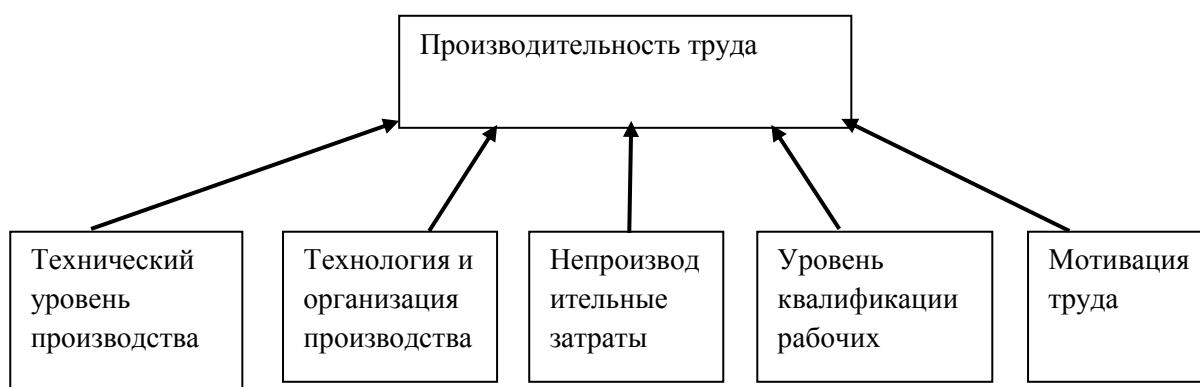 Производительность труда
Технический
уровень
производства
Технология и
организация
производства
Непроизвод
ительные
затраты
Уровень
квалификации
рабочих
Мотивация
труда